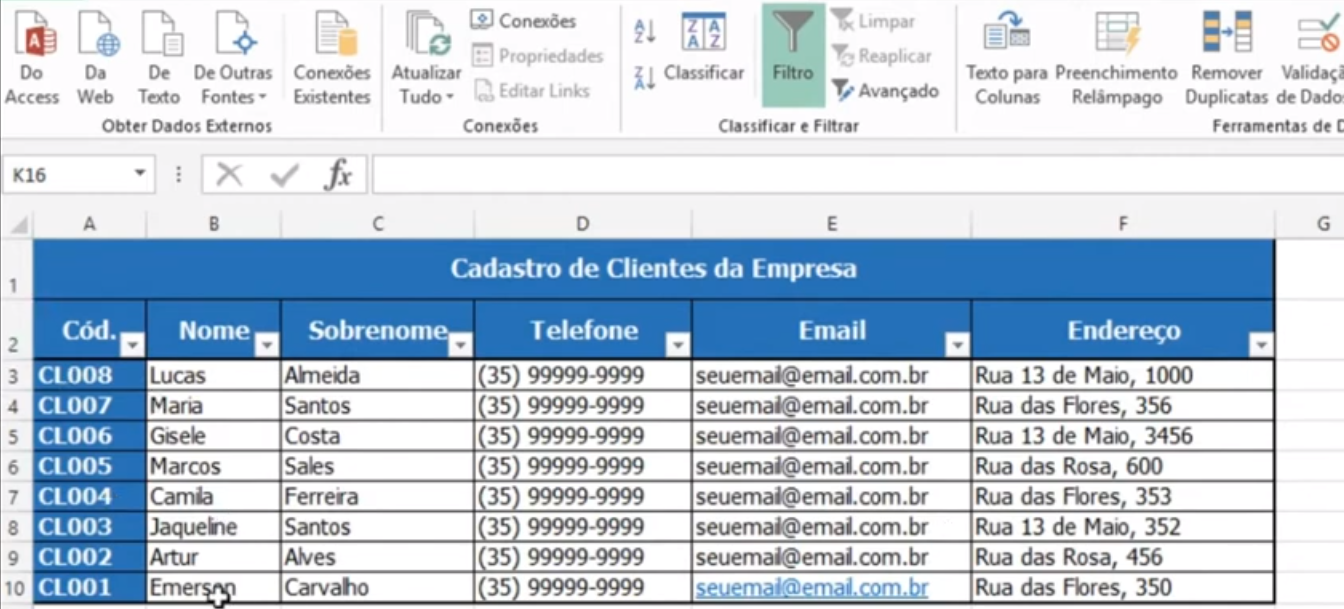 Do Access
Da Web
De Texto
De Outras Fontes
Conexões Existentes
Obter Dados Externos
Atualizar Tudo
Conexões
Propriedades
Editar Links
Conexões
Classificar
Filtro
Limpar
Reaplicar
Avançado
Classificar e Filtrar
Texto para Colunas
Preenchimento Relâmpago
Remover Duplicatas
de Dados
Ferramentas de
K16
fx
A B C D E F G
1 Cadastro de Clientes da Empresa
2 Cód. Nome Sobrenome Telefone Email Endereço
3 CL008 Lucas Almeida (35) 99999-9999 seuemail@email.com.br Rua 13 de Maio, 1000
4 CL007 Maria Santos (35) 99999-9999 seuemail@email.com.br Rua das Flores, 356
5 CL006 Gisele Costa (35) 99999-9999 seuemail@email.com.br Rua 13 de Maio, 3456
6 CL005 Marcos Sales (35) 99999-9999 seuemail@email.com.br Rua das Rosa, 600
7 CL004 Camila Ferreira (35) 99999-9999 seuemail@email.com.br Rua das Flores, 353
8 CL003 Jaqueline Santos (35) 99999-9999 seuemail@email.com.br Rua 13 de Maio, 352
9 CL002 Artur Alves (35) 99999-9999 seuemail@email.com.br Rua das Rosa, 456
10 CL001 Emerson Carvalho (35) 99999-9999 seuemail@email.com.br Rua das Flores, 350